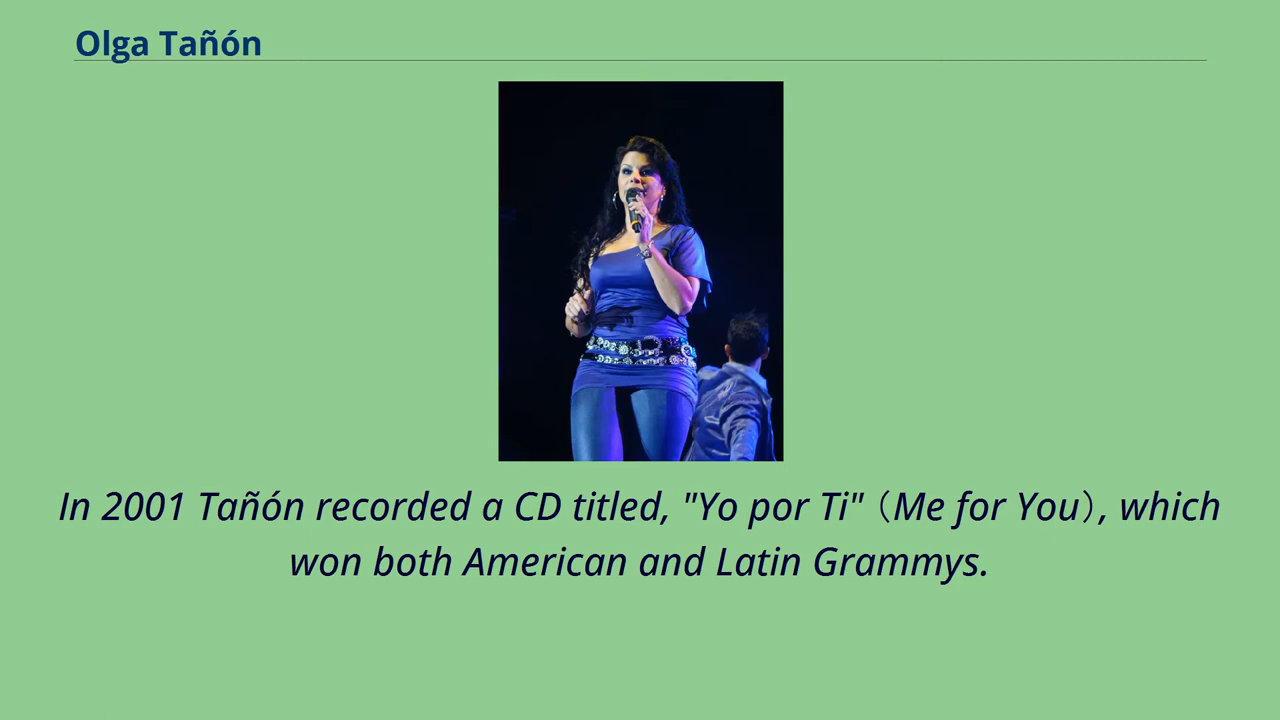 Olga Tañón
In 2001 Tañón recorded a CD titled, "Yo por Ti"（Me for You）, which
won both American and Latin Grammys.